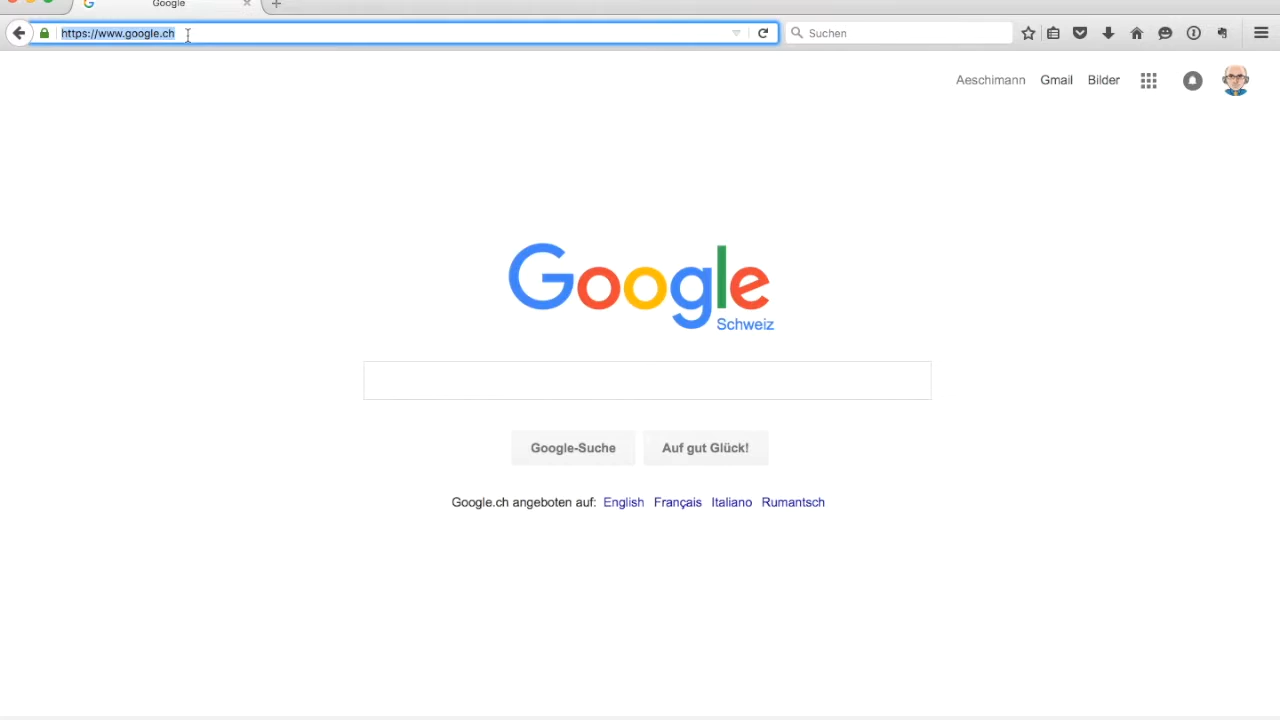 Google
https://www.google.ch
Suchen
Aeschimann Gmail Bilder
Google
Schweiz
Google-Suche Auf gut Glück!
Google.ch angeboten auf: English Français Italiano Rumantsch